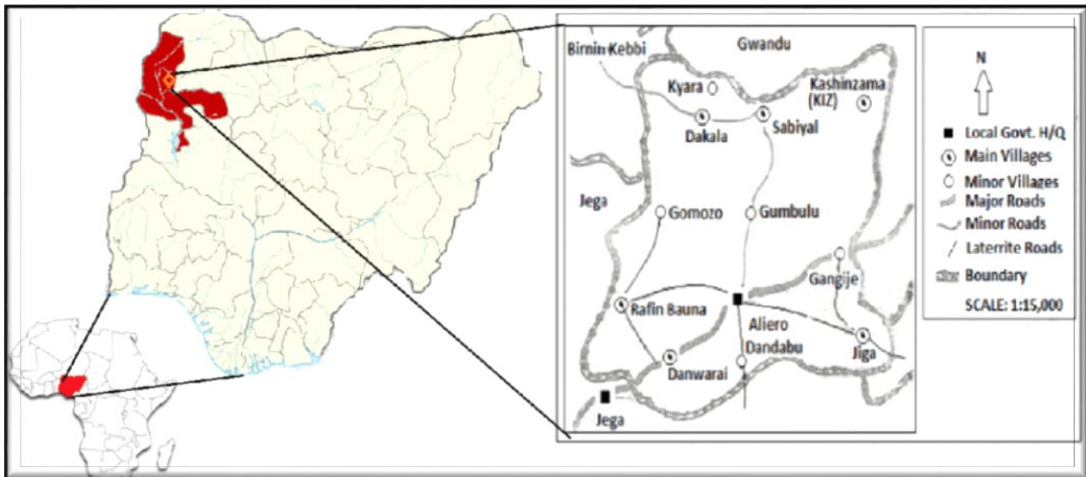 Birnin Kebbi
Gwandu
Kyara
Kashinzama
(KIZ)
Dakala
Sabiyal
Jega
Gomozo
Gumbulu
Gangije
Rafin Bauna
Aliero
Dandabu
Jiga
Danwarai
Jega
N
Local Govt. H/Q
Main Villages
Minor Villages
Major Roads
Minor Roads
Laterrite Roads
Boundary
SCALE: 1:15,000